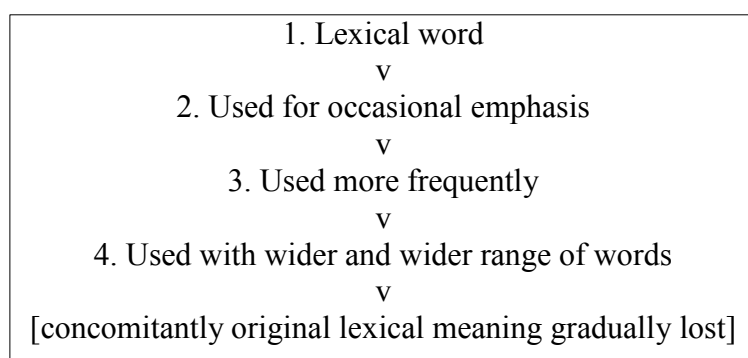 1. Lexical word
v
2. Used for occasional emphasis
v
3. Used more frequently
v
4. Used with wider and wider range of words
v
[concomitantly original lexical meaning gradually lost]